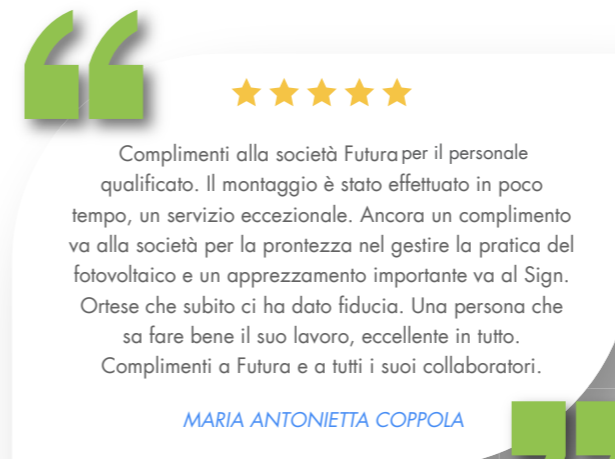 Complimenti alla società Futura per il personale
qualificato. Il montaggio è stato effettuato in poco
tempo, un servizio eccezionale. Ancora un complimento
va alla società per la prontezza nel gestire la pratica del
fotovoltaico e un apprezzamento importante va al Sign.
Ortese che subito ci ha dato fiducia. Una persona che
sa fare bene il suo lavoro, eccellente in tutto.
Complimenti a Futura e a tutti i suoi collaboratori.
MARIA ANTONIETTA COPPOLA